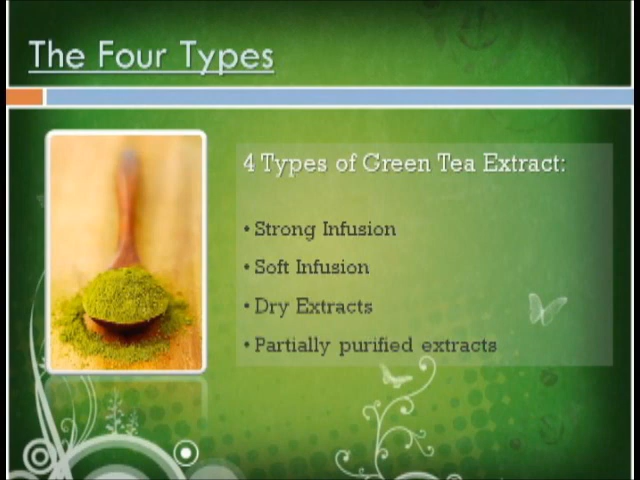 The Four Types
4 Types of Green Tea Extract:
• Strong Infusion
• Soft Infusion
• Dry Extracts
• Partially purified extracts